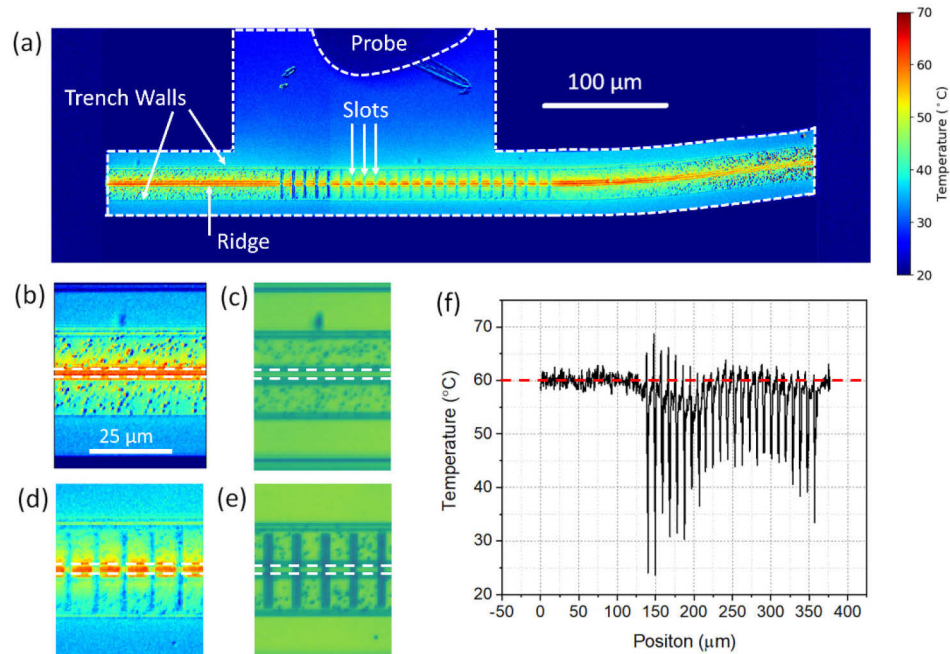 (a)
Probe
100 μm
Trench Walls
Slots
Ridge
70
60
50
40
30
20
Temperature (°C)
(b)
(c)
25 μm
(d)
(e)
(f)
70
60
50
40
30
20
Temperature (°C)
-50 0 50 100 150 200 250 300 350 400
Positon (μm)